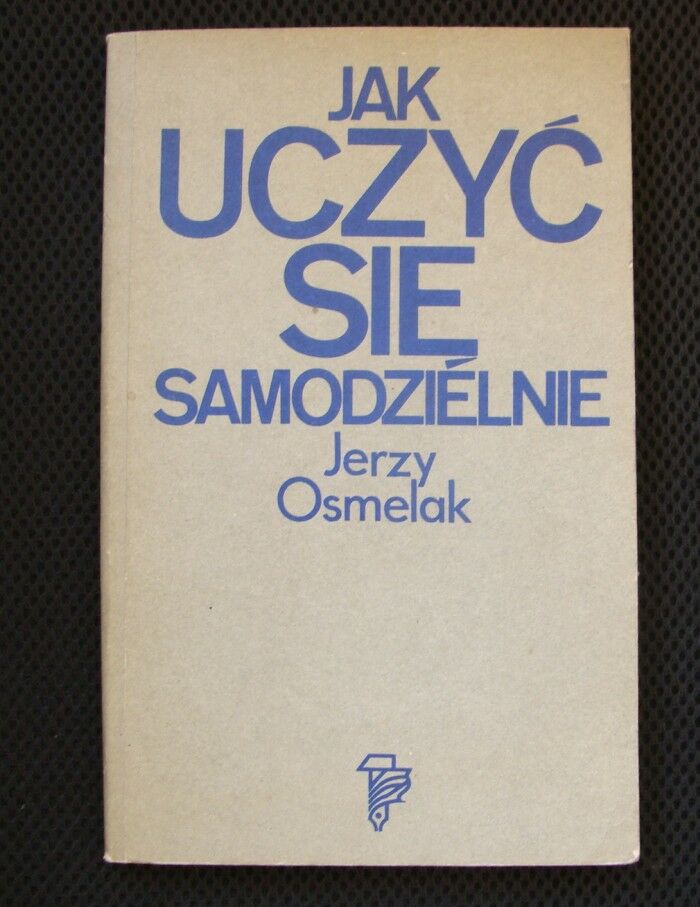 JAK
UCZYĆ
SIĘ
SAMODZIELNIE
Jerzy
Osmelak